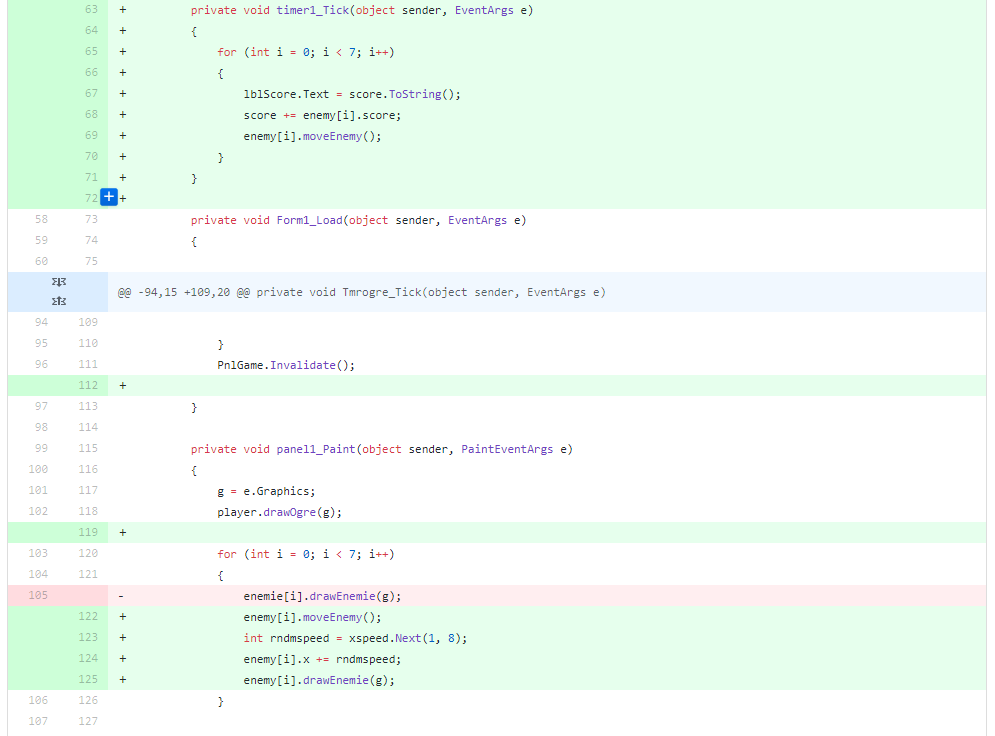 63 + private void timer1_Tick(object sender, EventArgs e)
64 + {
65 + for (int i = 0; i < 7; i++)
66 + {
67 + lblScore.Text = score.ToString();
68 + score += enemy[i].score;
69 + enemy[i].moveEnemy();
70 + }
71 + }
72 + +
58 73 private void Form1_Load(object sender, EventArgs e)
59 74 {
60 75
@@ -94,15 +109,20 @@ private void Tmrogre_Tick(object sender, EventArgs e)
94 109
95 110 }
96 111 PnlGame.Invalidate();
112 +
97 113 }
98 114
99 115 private void panel1_Paint(object sender, PaintEventArgs e)
100 116 {
101 117 g = e.Graphics;
102 118 player.drawOgre(g);
119 +
103 120 for (int i = 0; i < 7; i++)
104 121 {
105 - enemie[i].drawEnemie(g);
122 + enemy[i].moveEnemy();
123 + int rndmspeed = xspeed.Next(1, 8);
124 + enemy[i].x += rndmspeed;
125 + enemy[i].drawEnemie(g);
106 126 }
107 127